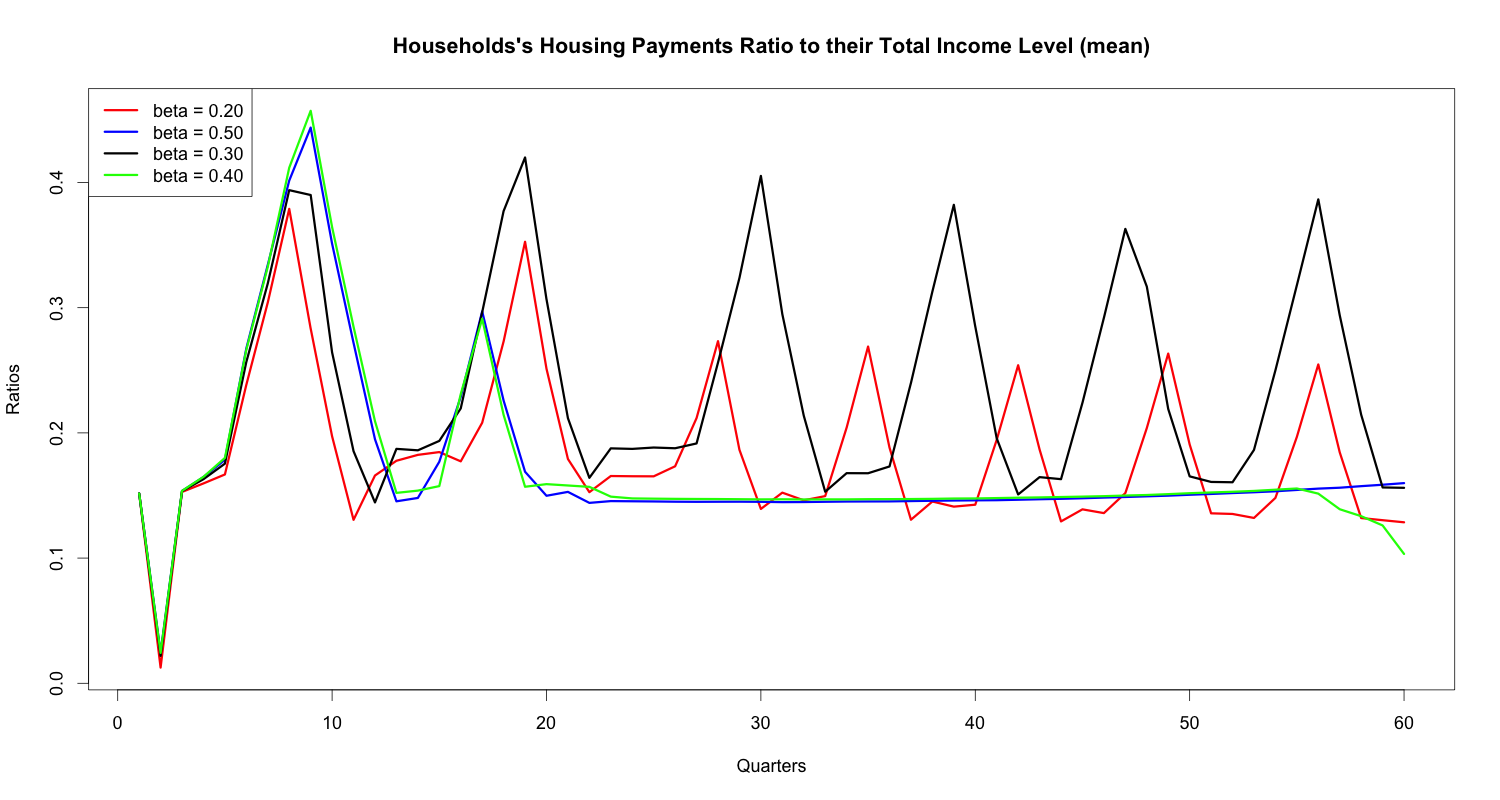 Households's Housing Payments Ratio to their Total Income Level (mean)
beta = 0.20
beta = 0.50
beta = 0.30
beta = 0.40
Ratios
0.4
0.3
0.2
0.1
0.0
0 10 20 30 40 50 60
Quarters